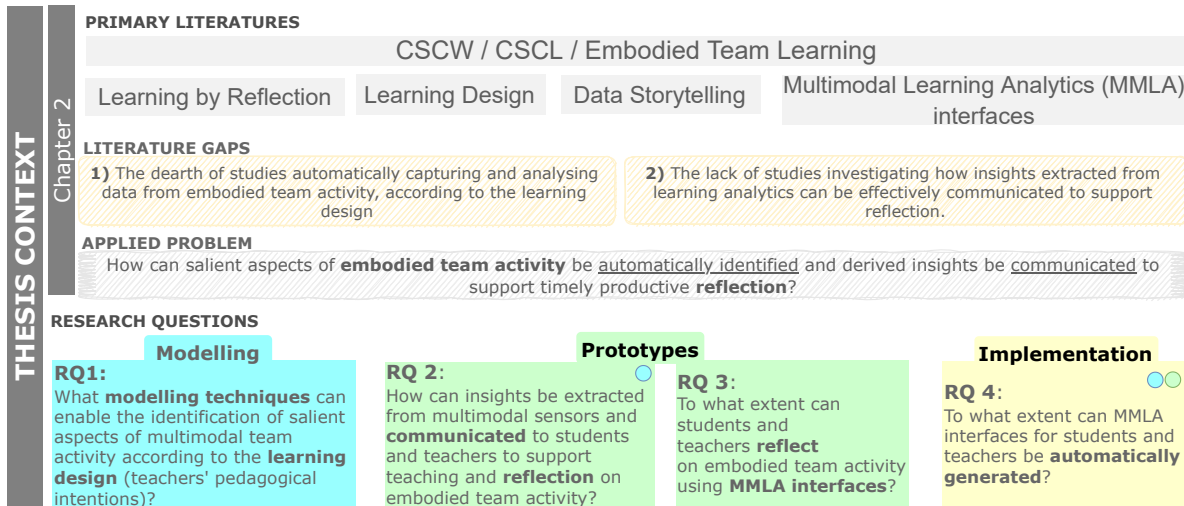 THESIS CONTEXT
Chapter 2
PRIMARY LITERATURES
CSCW / CSCL / Embodied Team Learning
Learning by Reflection
Learning Design
Data Storytelling
Multimodal Learning Analytics (MMLA)
interfaces
LITERATURE GAPS
1) The dearth of studies automatically capturing and analysing
data from embodied team activity, according to the learning
design
2) The lack of studies investigating how insights extracted from
learning analytics can be effectively communicated to support
reflection.
APPLIED PROBLEM
How can salient aspects of embodied team activity be automatically identified and derived insights be communicated to
support timely productive reflection?
RESEARCH QUESTIONS
Modelling
RQ1:
What modelling techniques can
enable the identification of salient
aspects of multimodal team
activity according to the learning
design (teachers' pedagogical
intentions)?
Prototypes
RQ 2:
How can insights be extracted
from multimodal sensors and
communicated to students
and teachers to support
teaching and reflection on
embodied team activity?
RQ 3:
To what extent can
students and
teachers reflect
on embodied team activity
using MMLA interfaces?
Implementation
RQ 4:
To what extent can MMLA
interfaces for students and
teachers be automatically
generated?